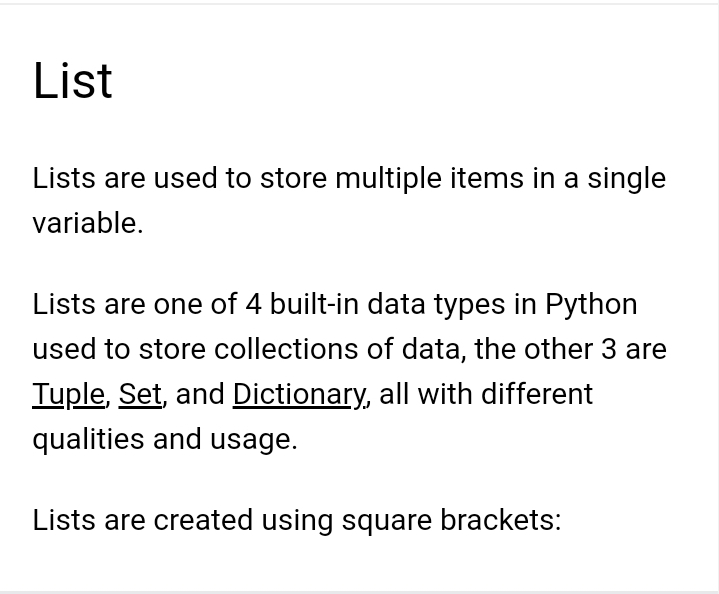 List
Lists are used to store multiple items in a single
variable.
Lists are one of 4 built-in data types in Python
used to store collections of data, the other 3 are
Tuple, Set, and Dictionary, all with different
qualities and usage.
Lists are created using square brackets: